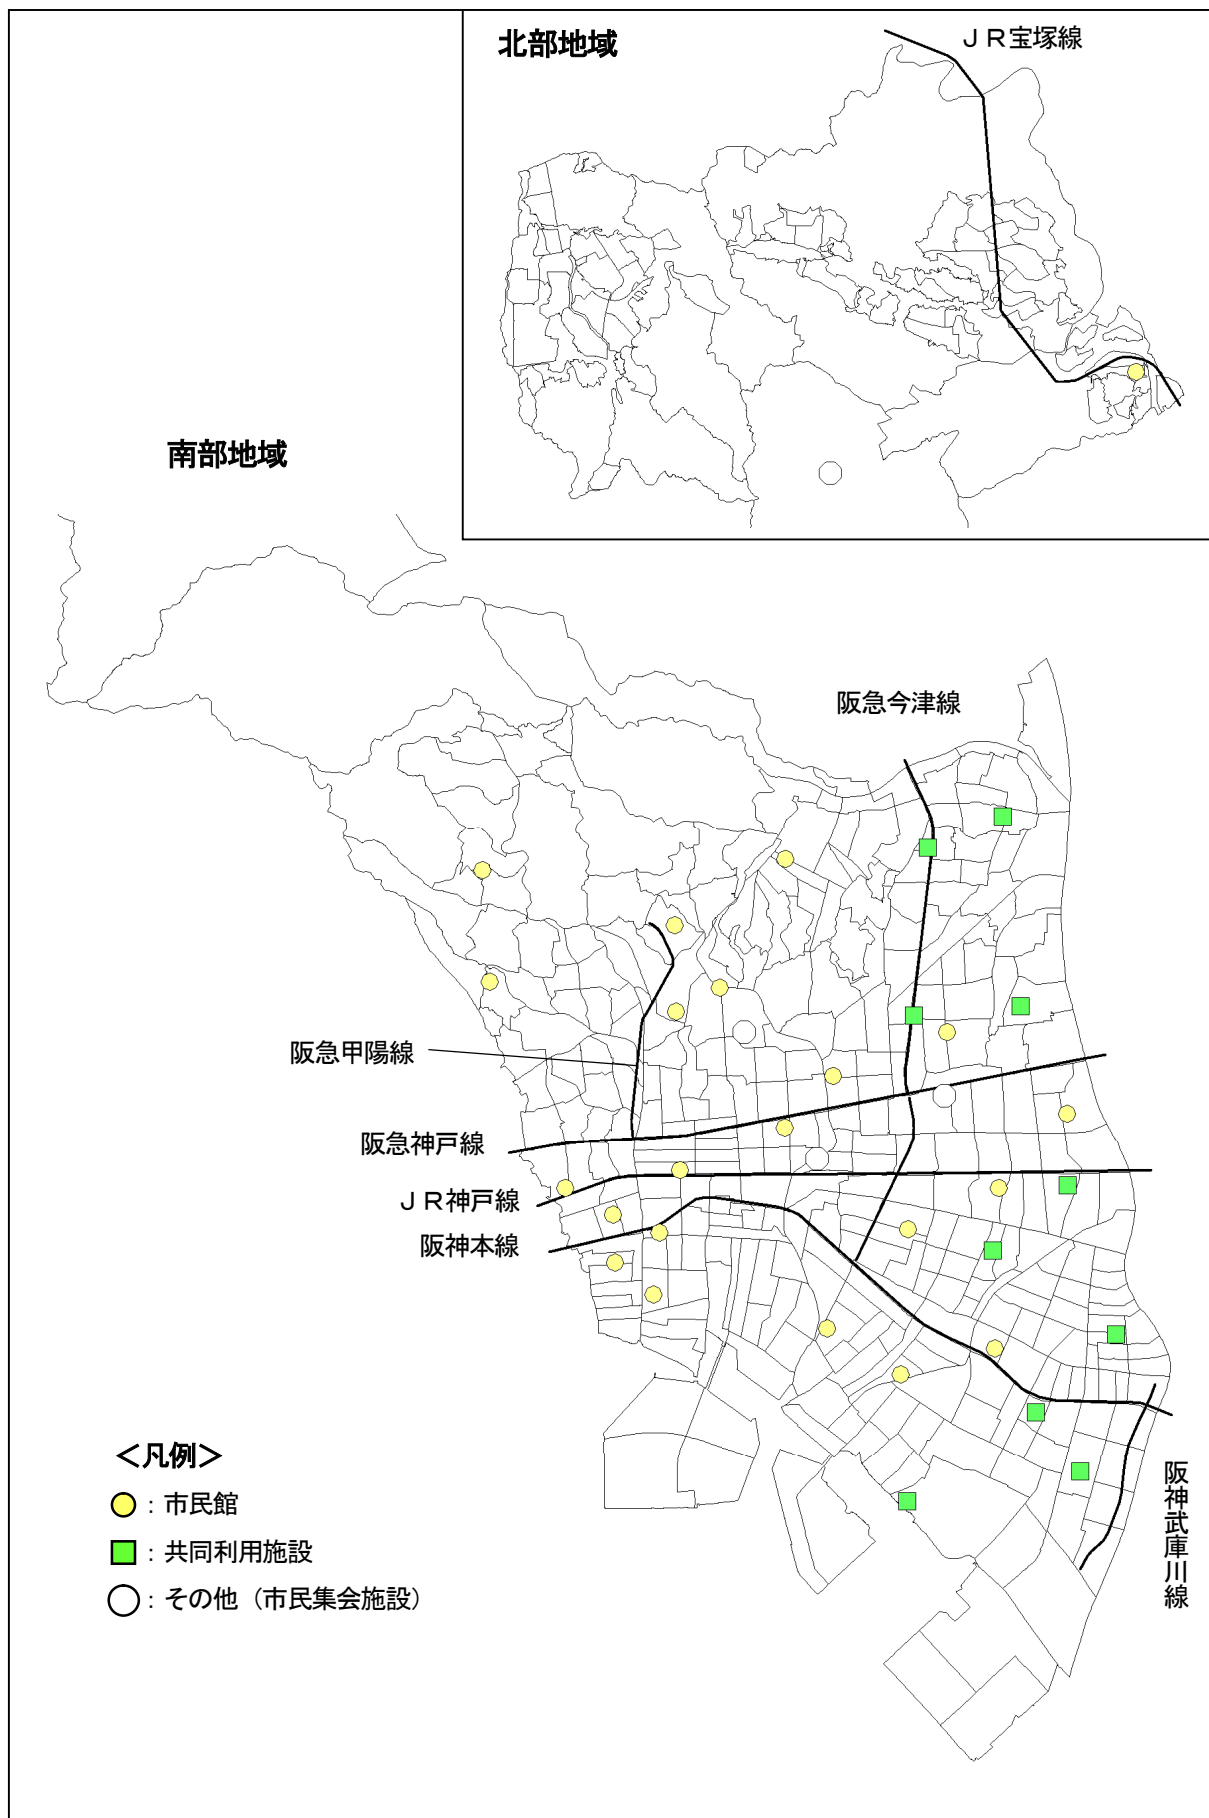 北部地域
ＪＲ宝塚線
南部地域
阪急今津線
阪急甲陽線
阪急神戸線
ＪＲ神戸線
阪神本線
阪神武庫川線
＜凡例＞
：市民館
：共同利用施設
：その他（市民集会施設）